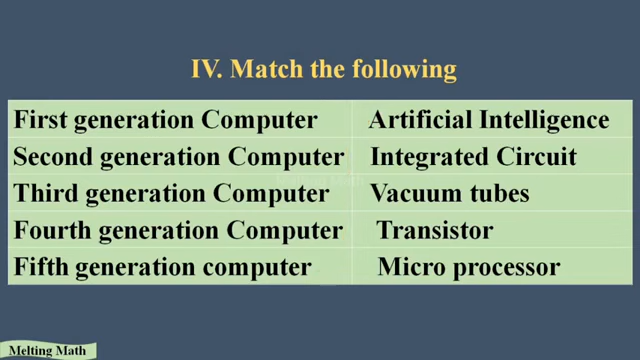 IV. Match the following
First generation Computer Artificial Intelligence
Second generation Computer Integrated Circuit
Third generation Computer Vacuum tubes
Fourth generation Computer Transistor
Fifth generation computer Micro processor
Melting Math